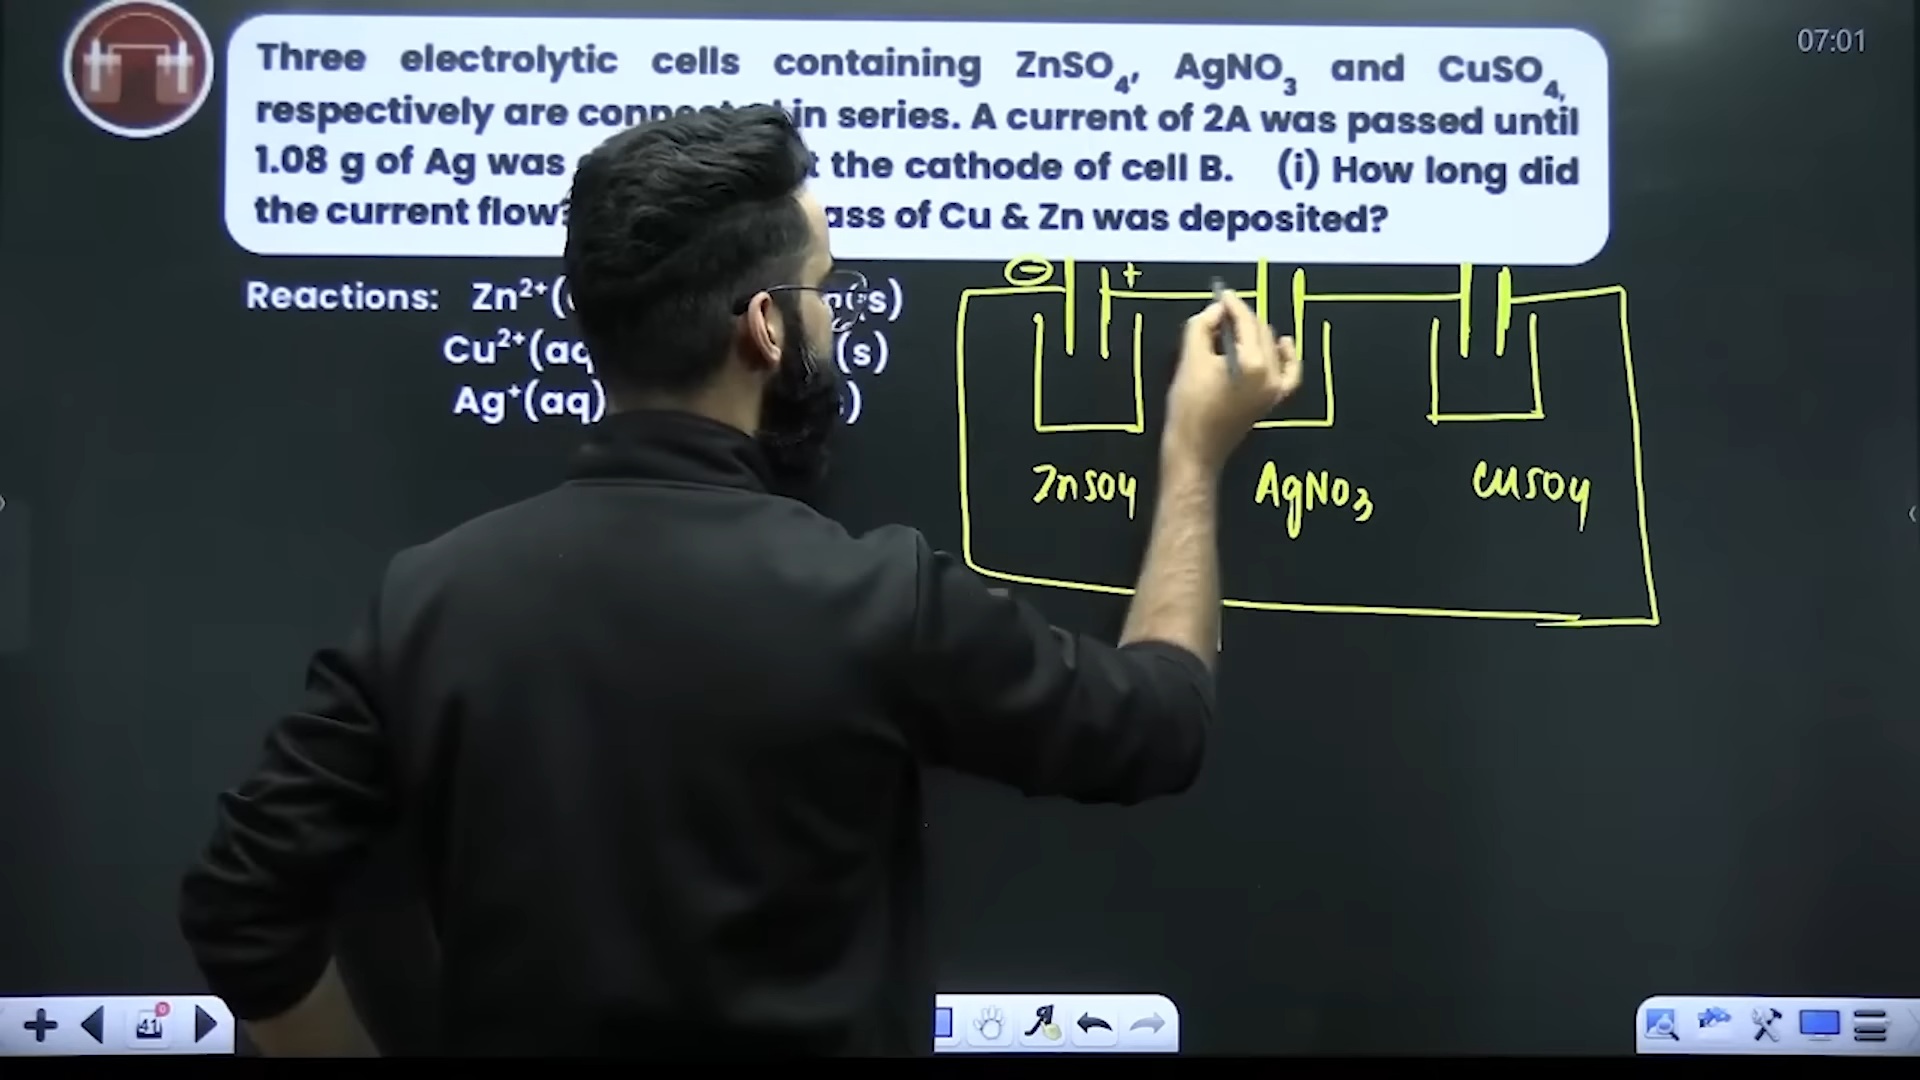 07:01
Three electrolytic cells containing ZnSO4, AgNO3 and CuSO4,
respectively are in series. A current of 2A was passed until
1.08 g of Ag was the cathode of cell B. (i) How long did
the current flow? of Cu & Zn was deposited?
Reactions: Zn2+( (s)
Cu2+(aq (s)
Ag+(aq) )
⊖ +
ZnSO4 AgNO3 CuSO4
41
0